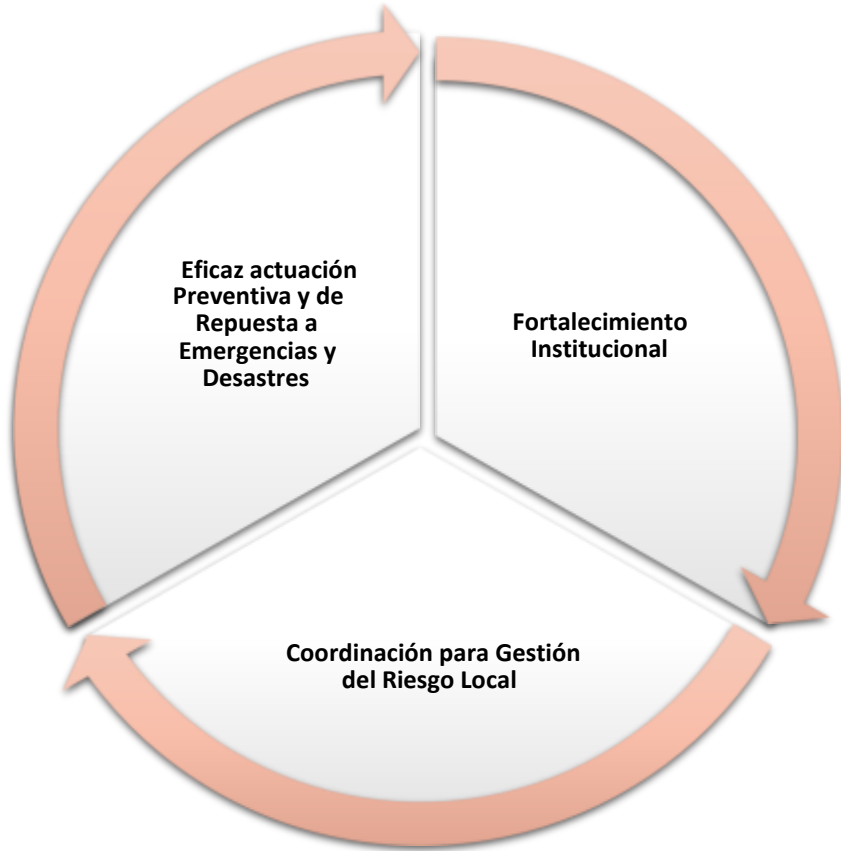 Eficaz actuación
Preventiva y de
Repuesta a
Emergencias y
Desastres
Fortalecimiento
Institucional
Coordinación para Gestión
del Riesgo Local